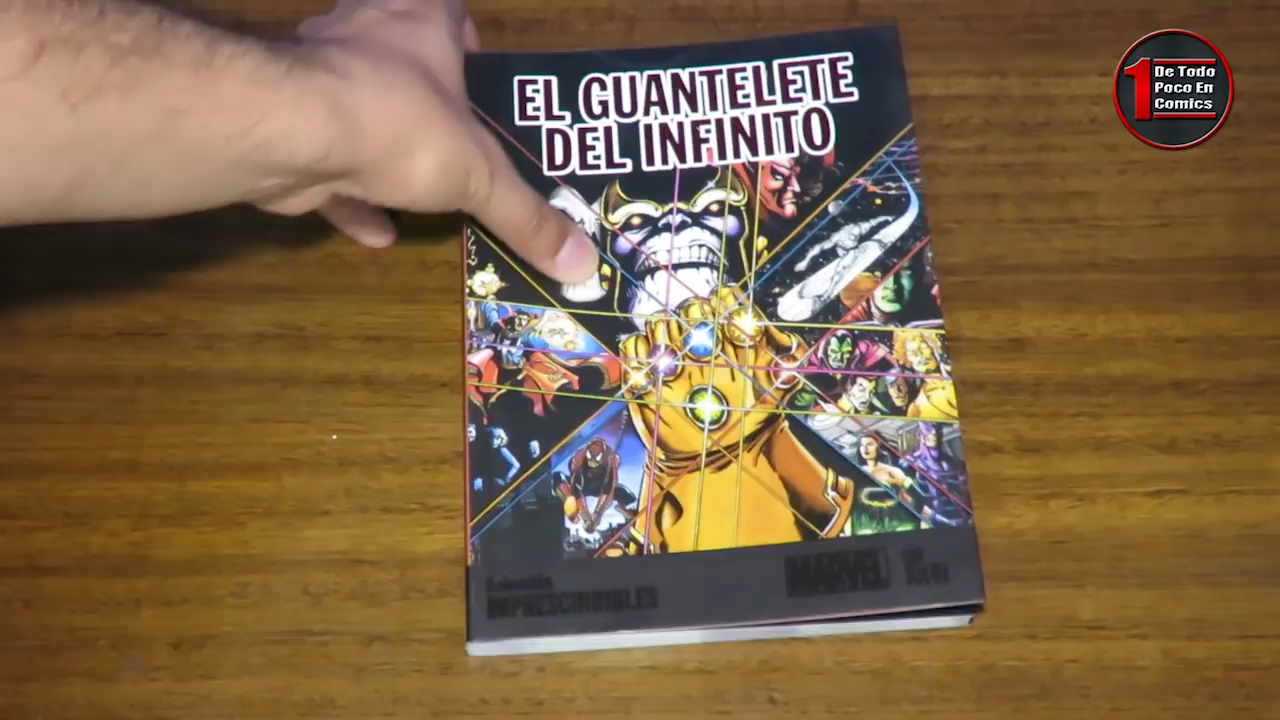 EL GUANTELETE
DEL INFINITO
1
De Todo
Poco En
Comics
Colección
IMPRESCINDIBLES
MARVEL